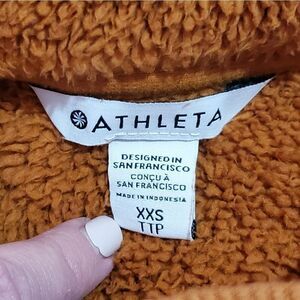 ATHLETA
DESIGNED IN
SAN FRANCISCO
CONÇU À
SAN FRANCISCO
MADE IN INDONESIA
XXS
TTP